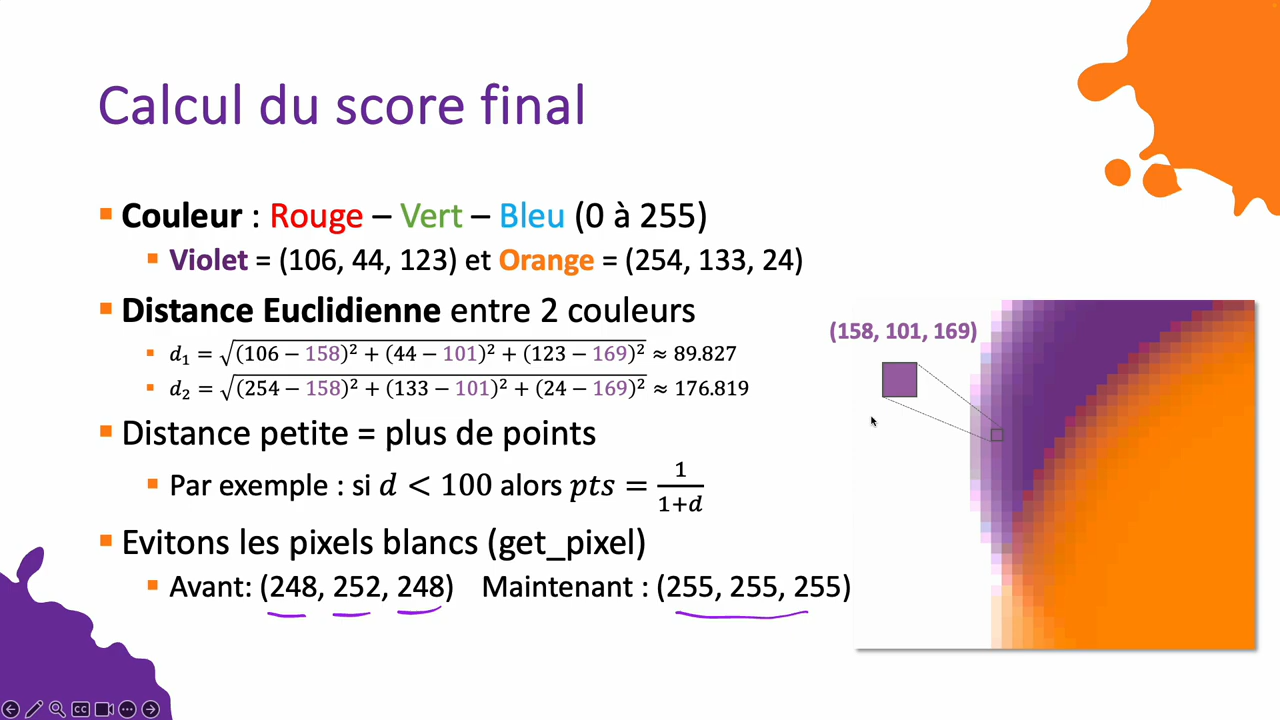 Calcul du score final
Couleur : Rouge – Vert – Bleu (0 à 255)
Violet = (106, 44, 123) et Orange = (254, 133, 24)
Distance Euclidienne entre 2 couleurs
d₁ = √(106 − 158)² + (44 − 101)² + (123 − 169)² ≈ 89.827
d₂ = √(254 − 158)² + (133 − 101)² + (24 − 169)² ≈ 176.819
Distance petite = plus de points
Par exemple : si d < 100 alors pts = 1/(1+d)
Evitons les pixels blancs (get_pixel)
Avant: (248, 252, 248) Maintenant : (255, 255, 255)
(158, 101, 169)
CC